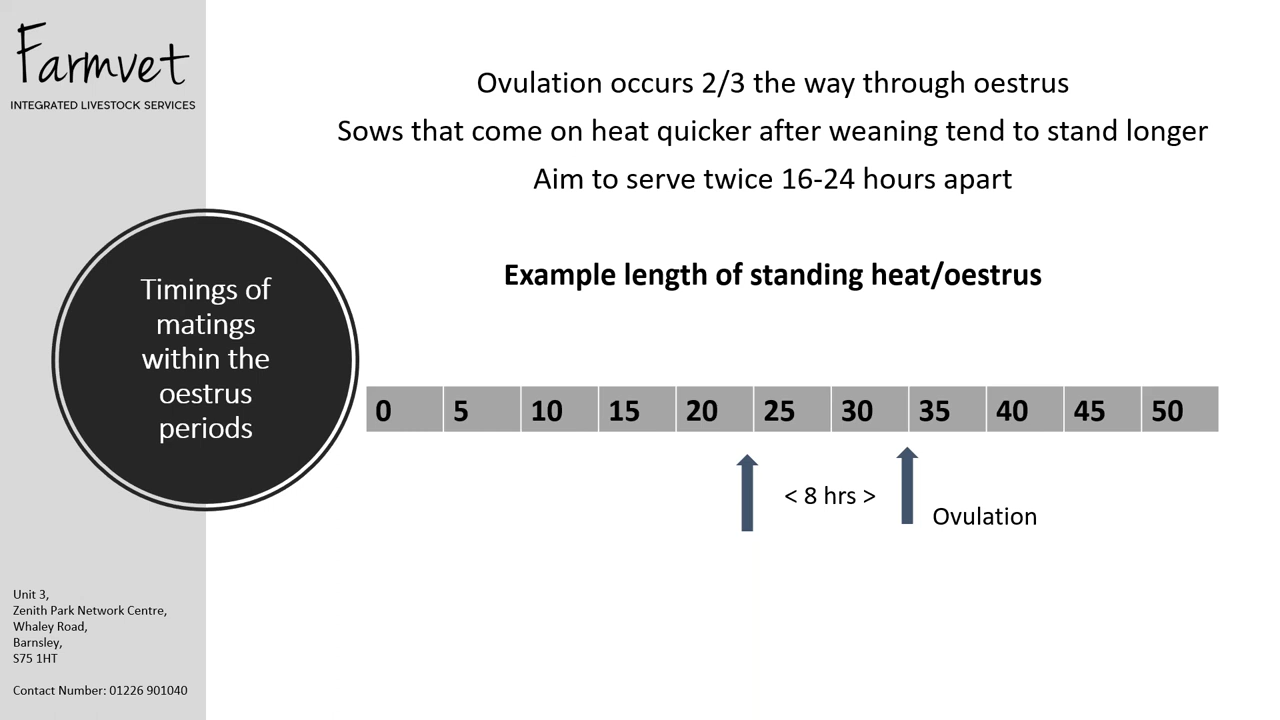 Farmvet
INTEGRATED LIVESTOCK SERVICES
Ovulation occurs 2/3 the way through oestrus
Sows that come on heat quicker after weaning tend to stand longer
Aim to serve twice 16-24 hours apart
Timings of
matings
within the
oestrus
periods
Example length of standing heat/oestrus
0 5 10 15 20 25 30 35 40 45 50
< 8 hrs >
Ovulation
Unit 3,
Zenith Park Network Centre,
Whaley Road,
Barnsley,
S75 1HT
Contact Number: 01226 901040